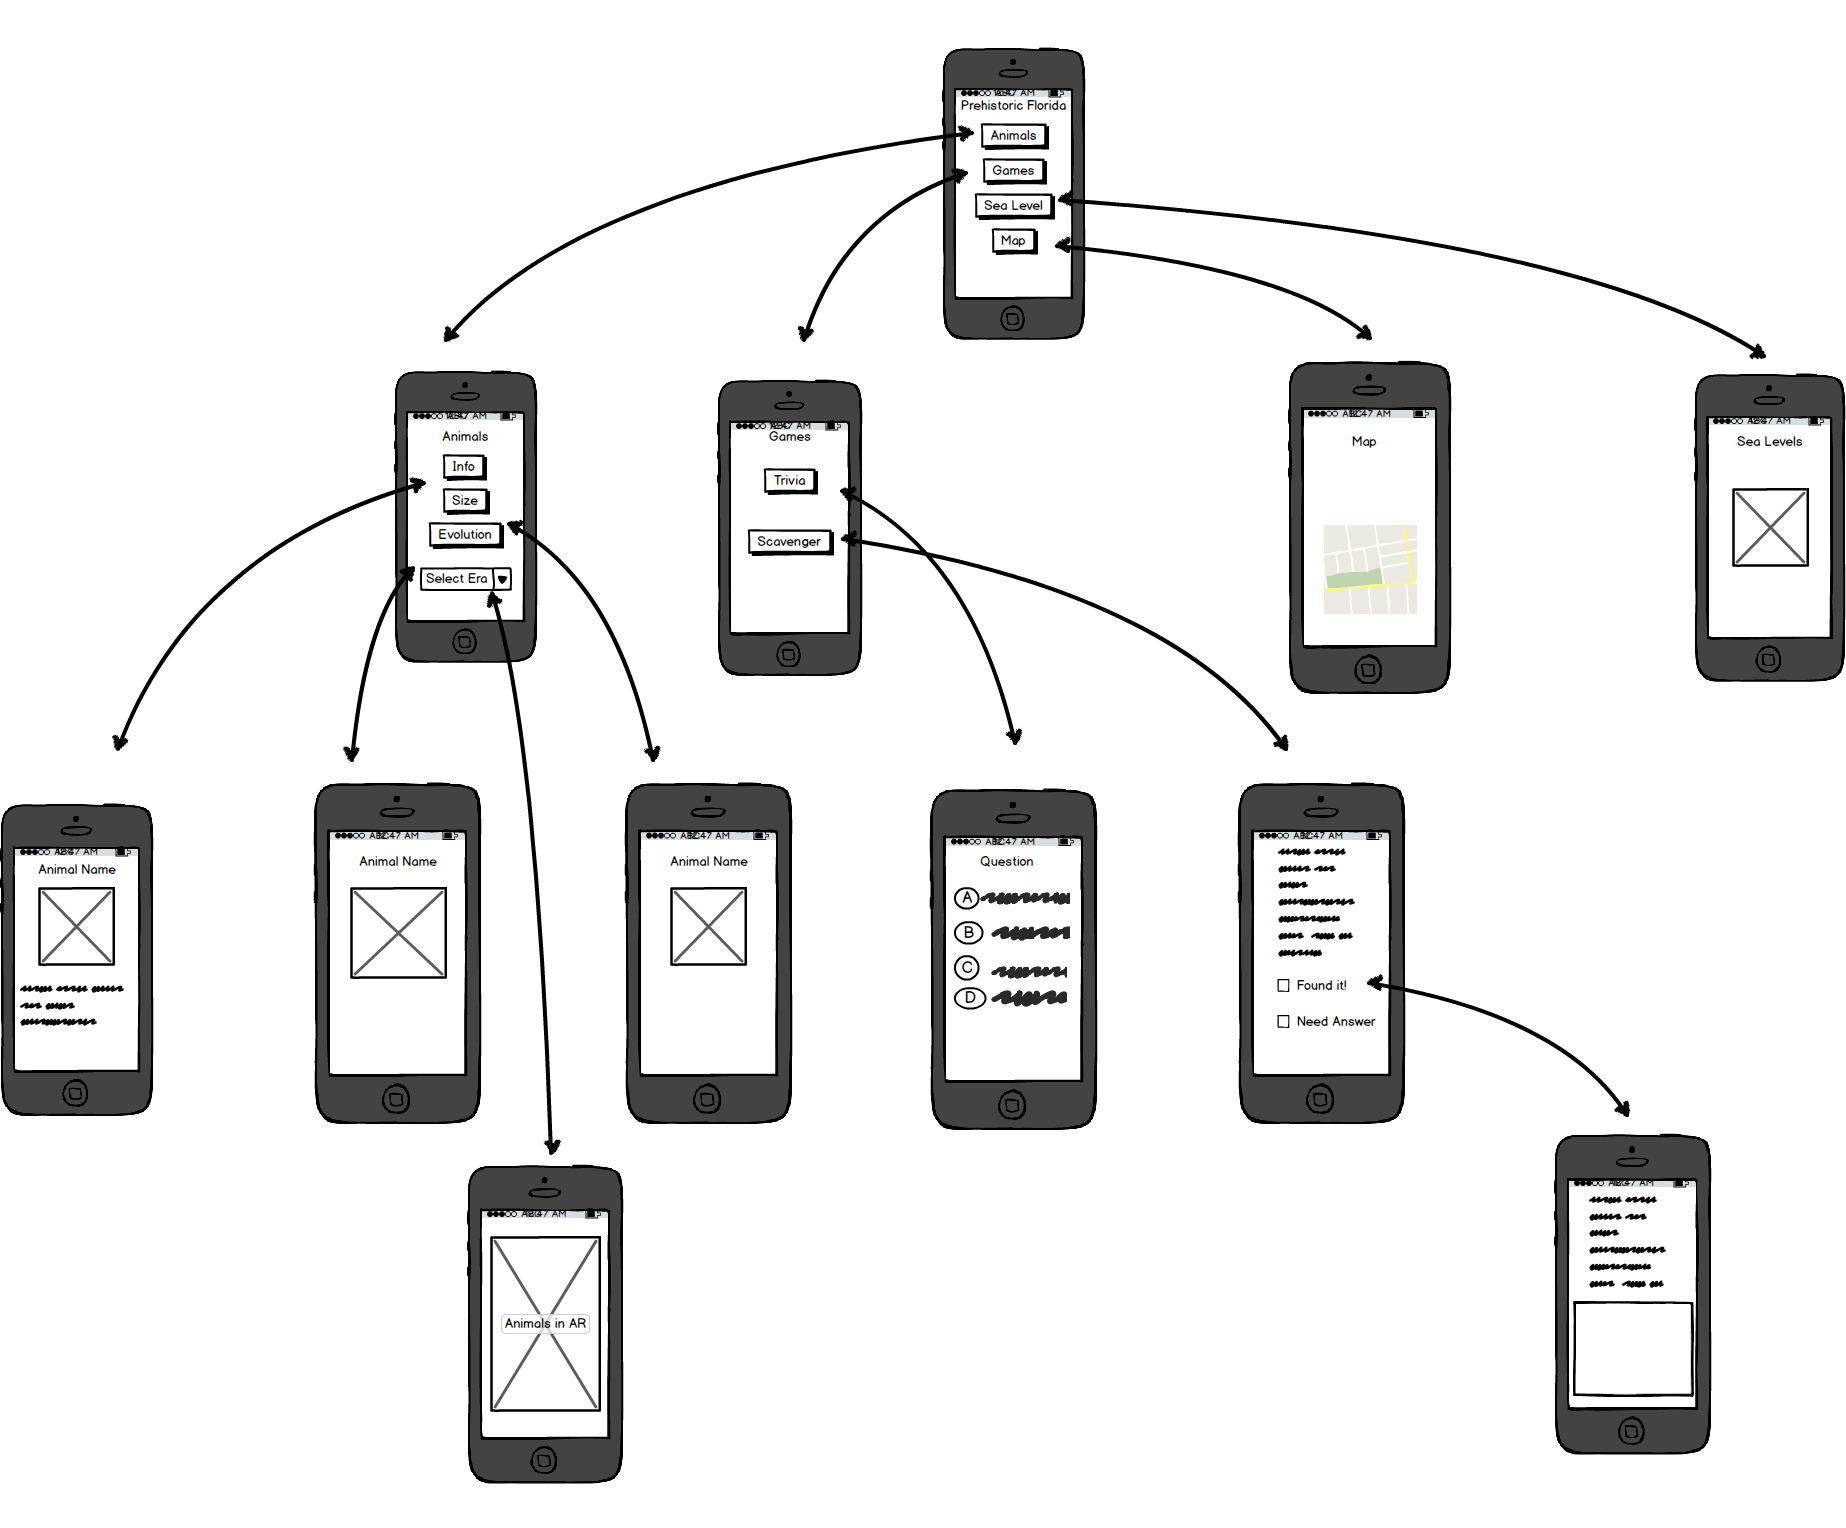 Prehistoric Florida
Animals
Games
Sea Level
Map
Animals
Info
Size
Evolution
Select Era
Games
Trivia
Scavenger
Map
Sea Levels
Animal Name
Animal Name
Animal Name
Question
A
B
C
D
Found it!
Need Answer
Animals in AR